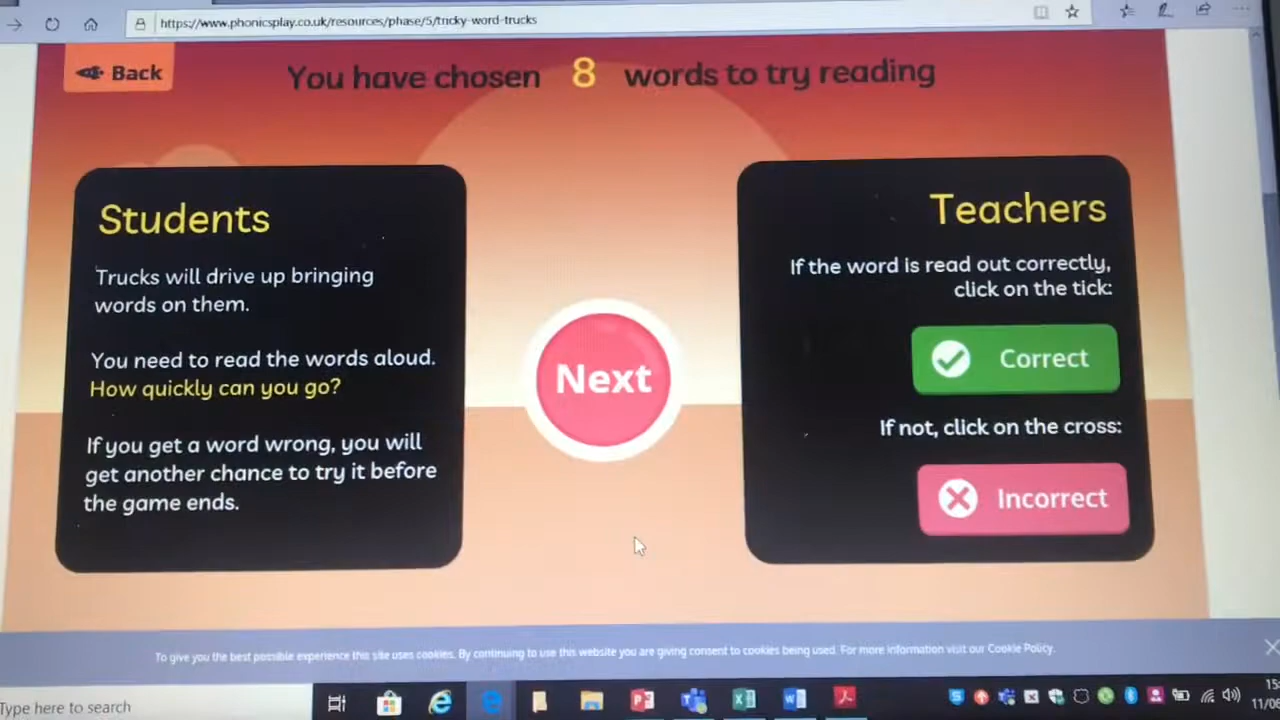 https://www.phonicsplay.co.uk/resources/phase/5/tricky-word-trucks
Back
You have chosen 8 words to try reading
Students
Trucks will drive up bringing
words on them.
You need to read the words aloud.
How quickly can you go?
If you get a word wrong, you will
get another chance to try it before
the game ends.
Next
Teachers
If the word is read out correctly,
click on the tick:
Correct
If not, click on the cross:
Incorrect
To give you the best possible experience this site uses cookies. By continuing to use this website you are giving consent to cookies being used. For more information visit our Cookie Policy.
Type here to search